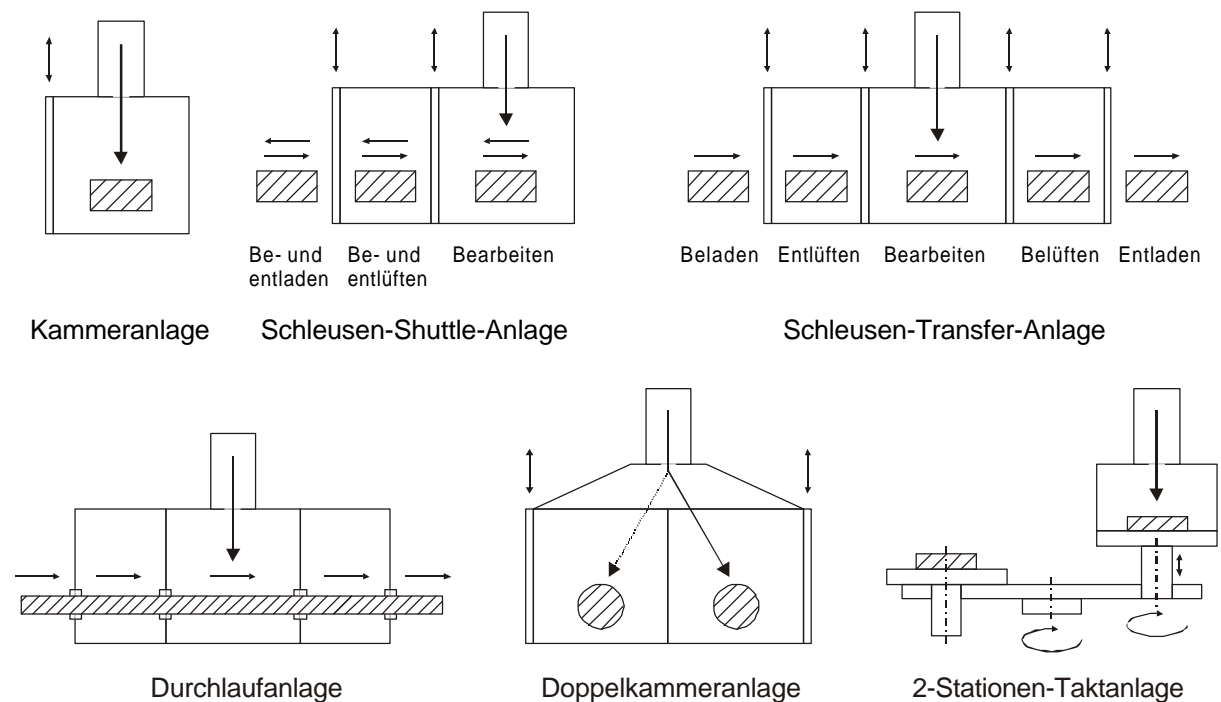 Be- und
entladen
Be- und
entlüften
Bearbeiten
Beladen
Entlüften
Bearbeiten
Belüften
Entladen
Kammeranlage
Schleusen-Shuttle-Anlage
Schleusen-Transfer-Anlage
Durchlaufanlage
Doppelkammeranlage
2-Stationen-Taktanlage